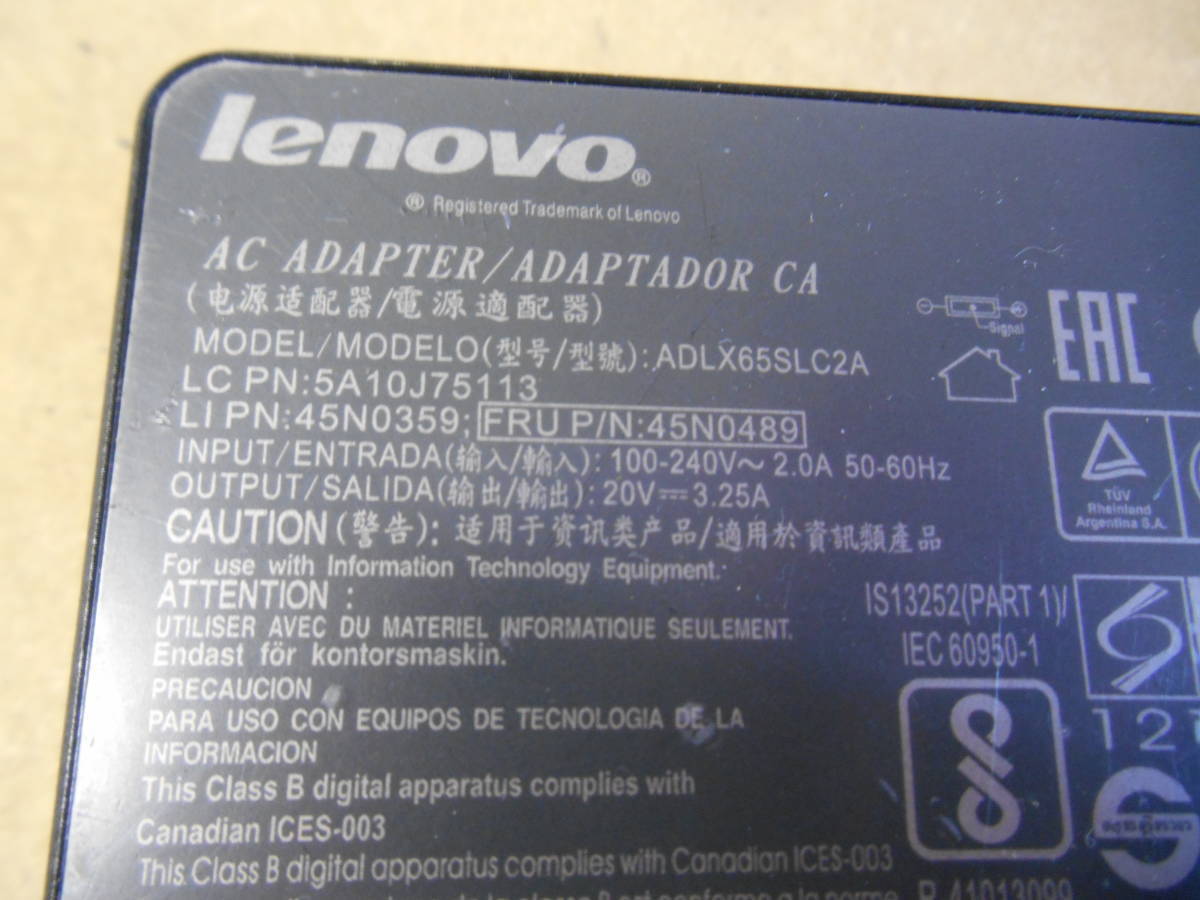 lenovo®
® Registered Trademark of Lenovo
AC ADAPTER/ADAPTADOR CA
(电源适配器/電源適配器)
Signal
EAC
MODEL/MODELO(型号/型號):ADLX65SLC2A
LC PN:5A10J75113
LI PN:45N0359; FRU P/N:45N0489
INPUT/ENTRADA(输入/輸入): 100-240V~ 2.0A 50-60Hz
OUTPUT/SALIDA(输出/輸出): 20V⎓3.25A
TÜV
Rheinland
Argentina S.A.
CAUTION(警告): 适用于资讯类产品/適用於資訊類產品
For use with Information Technology Equipment.
ATTENTION :
UTILISER AVEC DU MATERIEL INFORMATIQUE SEULEMENT.
Endast för kontorsmaskin.
IS13252(PART 1)/
IEC 60950-1
PRECAUCION
PARA USO CON EQUIPOS DE TECNOLOGIA DE LA
INFORMACION
This Class B digital apparatus complies with
Canadian ICES-003
This Class B digital apparatus complies with Canadian ICES-003
12
R-41013099